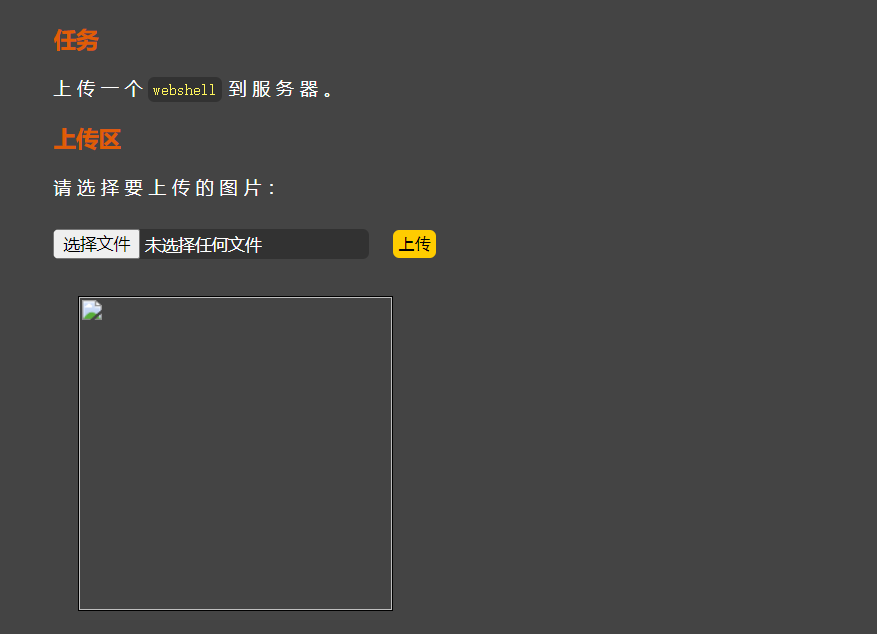 任务
上传一个 webshell 到服务器。
上传区
请选择要上传的图片：
选择文件 未选择任何文件 上传